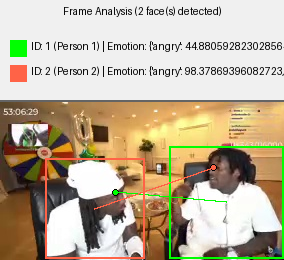 Frame Analysis (2 face(s) detected)
ID: 1 (Person 1) | Emotion: {'angry': 44.88059282302856
ID: 2 (Person 2) | Emotion: {'angry': 98.37869396082723,
53:06:29